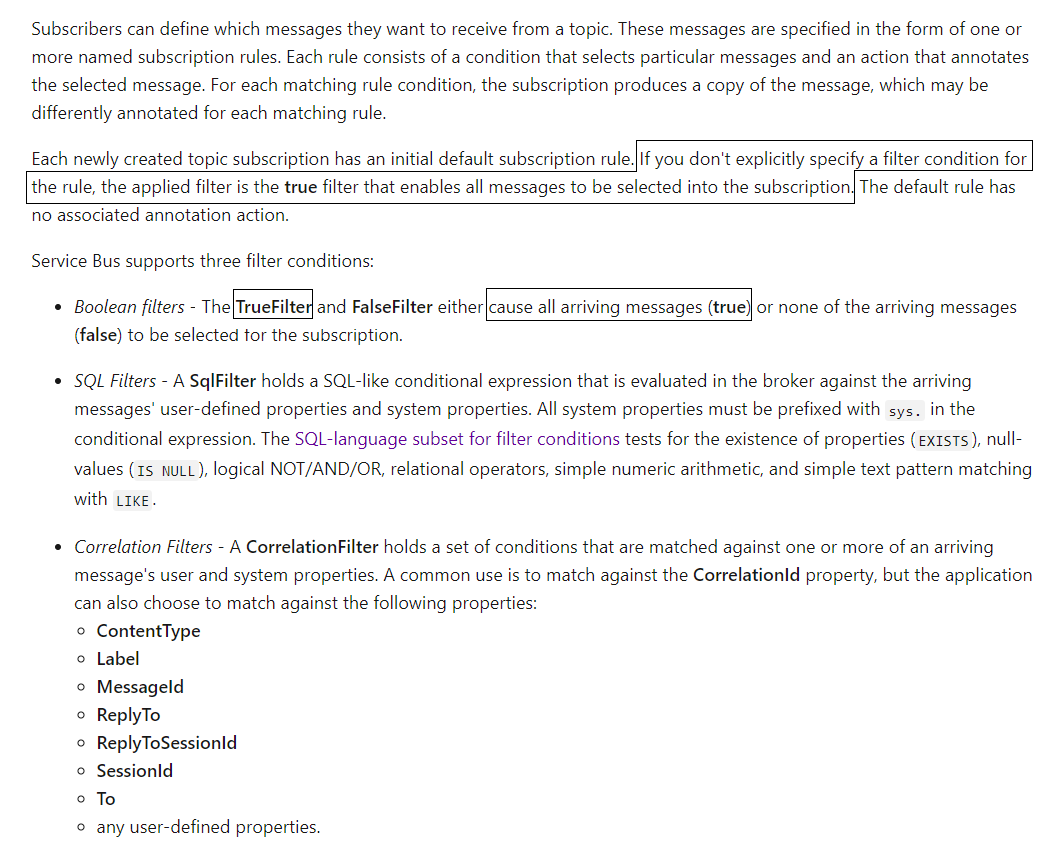 Subscribers can define which messages they want to receive from a topic. These messages are specified in the form of one or
more named subscription rules. Each rule consists of a condition that selects particular messages and an action that annotates
the selected message. For each matching rule condition, the subscription produces a copy of the message, which may be
differently annotated for each matching rule.
Each newly created topic subscription has an initial default subscription rule. If you don't explicitly specify a filter condition for
the rule, the applied filter is the true filter that enables all messages to be selected into the subscription. The default rule has
no associated annotation action.
Service Bus supports three filter conditions:
• Boolean filters - The TrueFilter and FalseFilter either cause all arriving messages (true) or none of the arriving messages
(false) to be selected for the subscription.
• SQL Filters - A SqlFilter holds a SQL-like conditional expression that is evaluated in the broker against the arriving
messages' user-defined properties and system properties. All system properties must be prefixed with sys. in the
conditional expression. The SQL-language subset for filter conditions tests for the existence of properties (EXISTS), null-
values (IS NULL), logical NOT/AND/OR, relational operators, simple numeric arithmetic, and simple text pattern matching
with LIKE.
• Correlation Filters - A CorrelationFilter holds a set of conditions that are matched against one or more of an arriving
message's user and system properties. A common use is to match against the CorrelationId property, but the application
can also choose to match against the following properties:
◦ ContentType
◦ Label
◦ MessageId
◦ ReplyTo
◦ ReplyToSessionId
◦ SessionId
◦ To
◦ any user-defined properties.